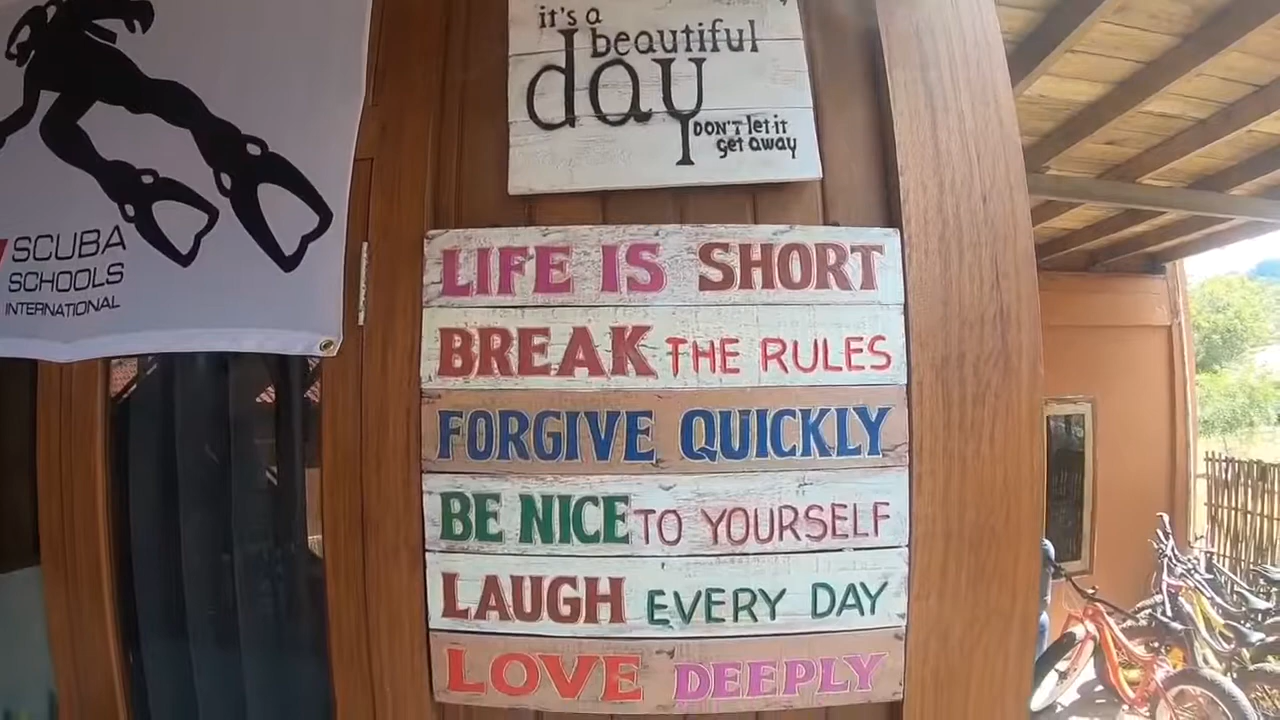 SCUBA
SCHOOLS
INTERNATIONAL
it's a
beautiful
day
DON'T let it
get away
LIFE IS SHORT
BREAK THE RULES
FORGIVE QUICKLY
BE NICE TO YOURSELF
LAUGH EVERY DAY
LOVE DEEPLY